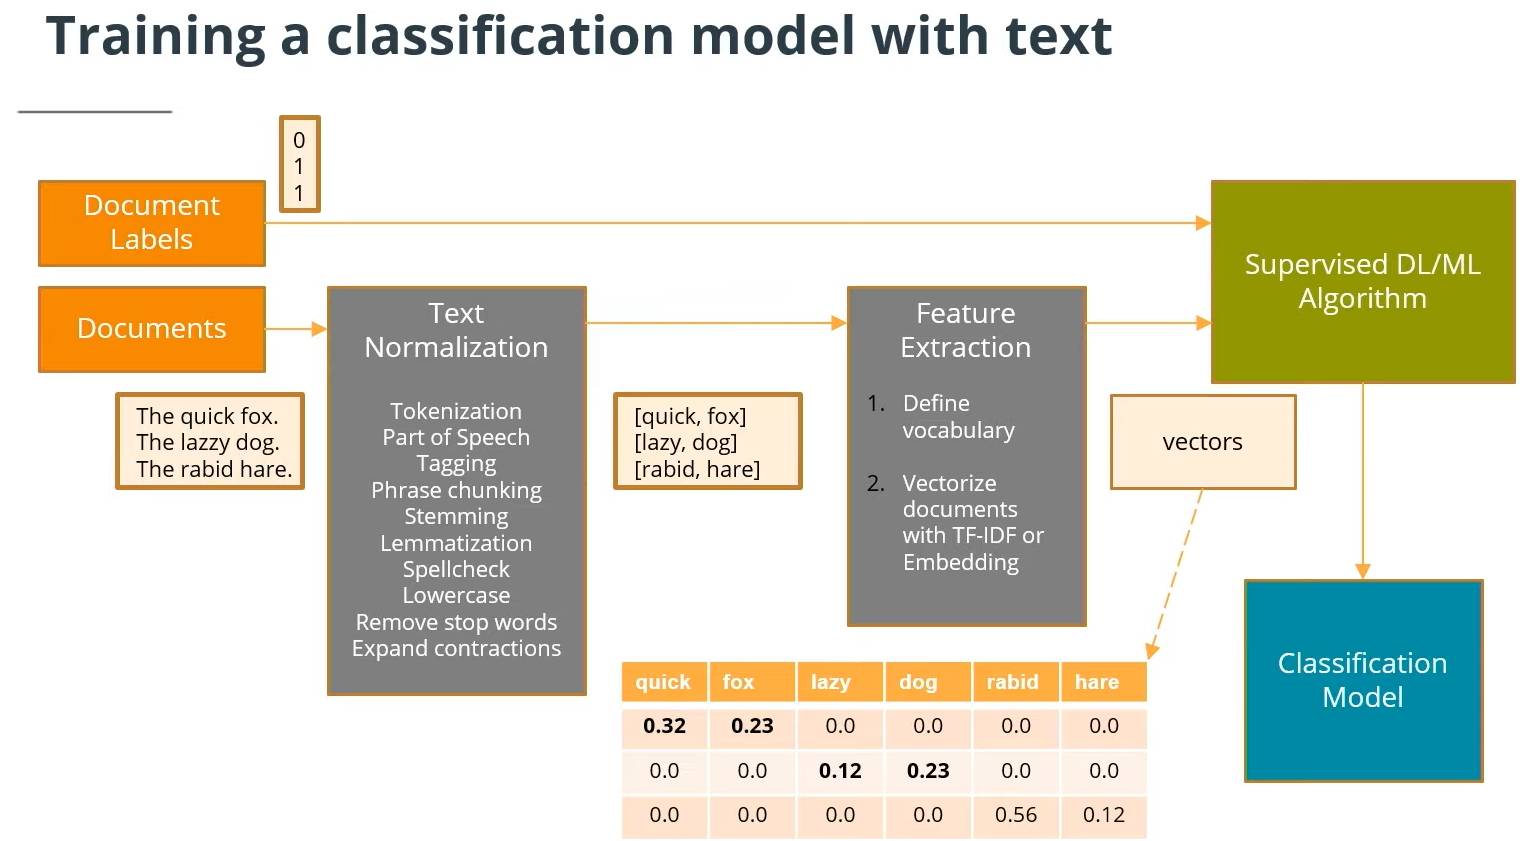 Training a classification model with text
0
1
1
Document
Labels
Documents
The quick fox.
The lazzy dog.
The rabid hare.
Text
Normalization
Tokenization
Part of Speech
Tagging
Phrase chunking
Stemming
Lemmatization
Spellcheck
Lowercase
Remove stop words
Expand contractions
[quick, fox]
[lazy, dog]
[rabid, hare]
Feature
Extraction
1. Define
vocabulary
2. Vectorize
documents
with TF-IDF or
Embedding
vectors
Supervised DL/ML
Algorithm
Classification
Model
quick fox lazy dog rabid hare
0.32 0.23 0.0 0.0 0.0 0.0
0.0 0.0 0.12 0.23 0.0 0.0
0.0 0.0 0.0 0.0 0.56 0.12